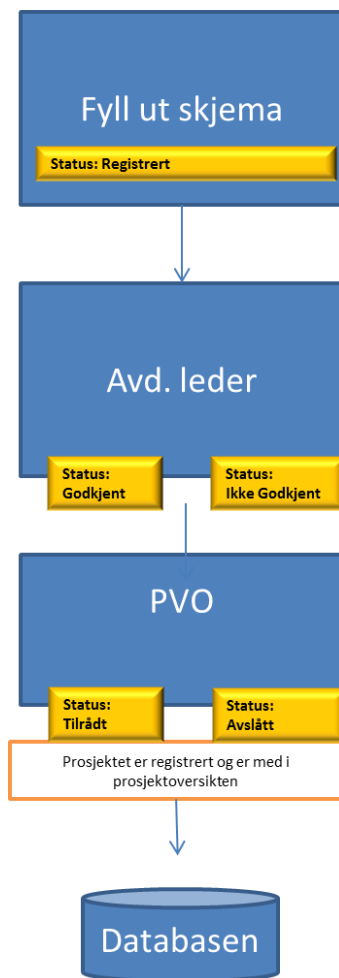 Fyll ut skjema
Status: Registrert
Avd. leder
Status:
Godkjent
Status:
Ikke Godkjent
PVO
Status:
Tilrådt
Status:
Avslått
Prosjektet er registrert og er med i
prosjektoversikten
Databasen